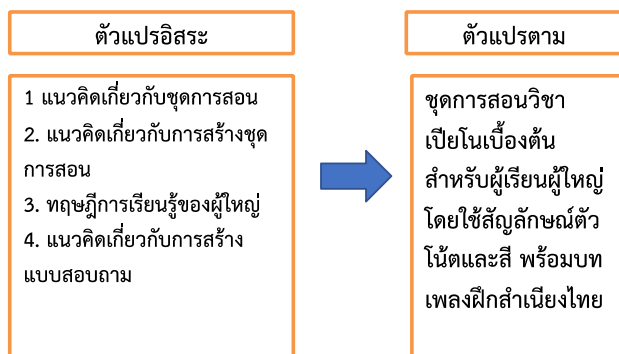 ตัวแปรอิสระ
ตัวแปรตาม
1 แนวคิดเกี่ยวกับชุดการสอน
2. แนวคิดเกี่ยวกับการสร้างชุด
การสอน
3. ทฤษฎีการเรียนรู้ของผู้ใหญ่
4. แนวคิดเกี่ยวกับการสร้าง
แบบสอบถาม
ชุดการสอนวิชา
เปียโนเบื้องต้น
สำหรับผู้เรียนผู้ใหญ่
โดยใช้สัญลักษณ์ตัว
โน้ตและสี พร้อมบท
เพลงฝึกสำเนียงไทย